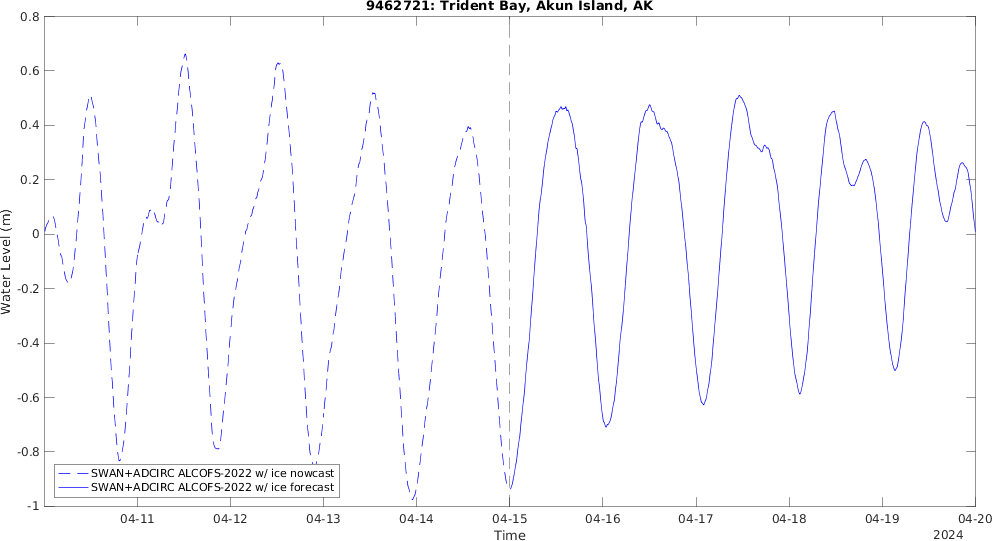 9462721: Trident Bay, Akun Island, AK
0.8
0.6
0.4
0.2
0
-0.2
-0.4
-0.6
-0.8
-1
Water Level (m)
SWAN+ADCIRC ALCOFS-2022 w/ ice nowcast
SWAN+ADCIRC ALCOFS-2022 w/ ice forecast
04-11 04-12 04-13 04-14 04-15 04-16 04-17 04-18 04-19 04-20
Time
2024